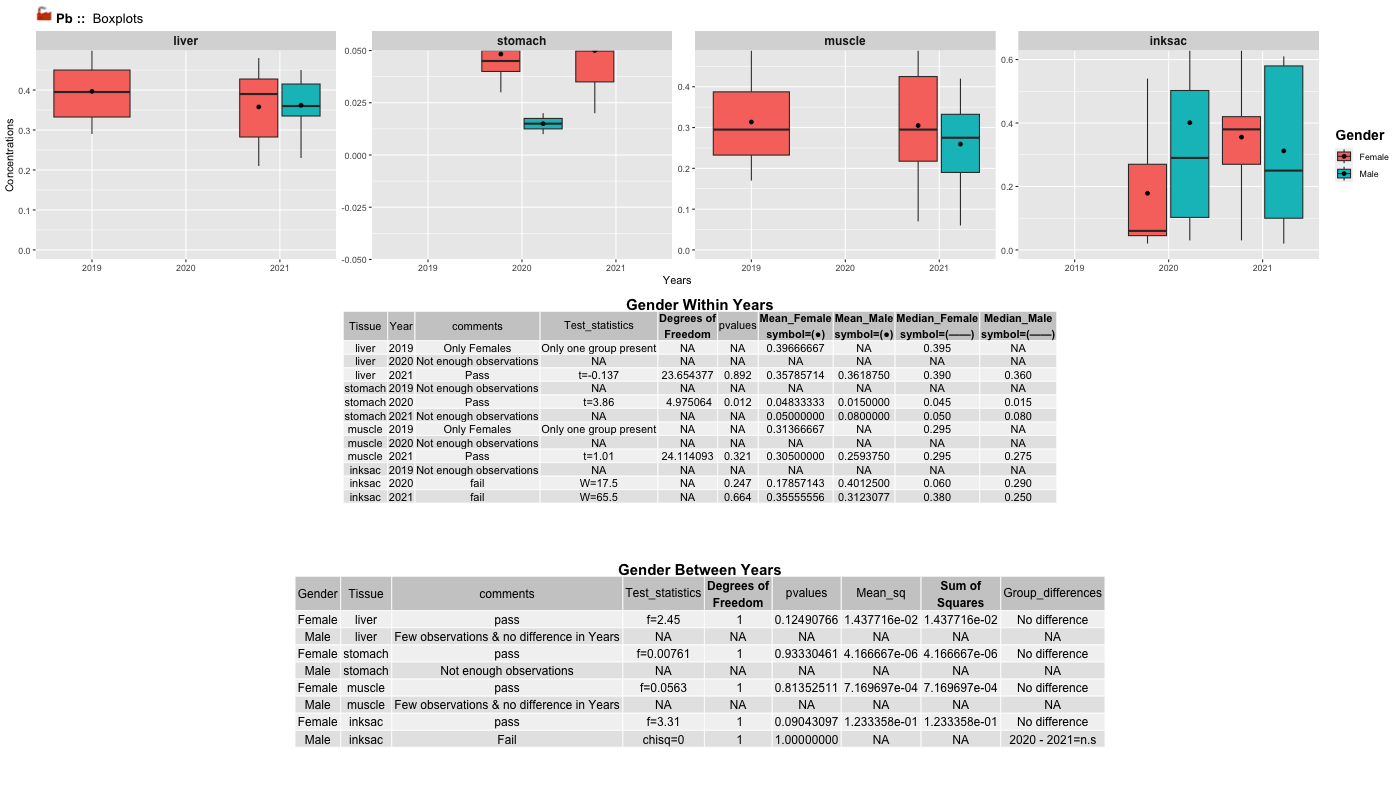 Pb :: Boxplots
liver stomach muscle inksac
Concentrations
0.4
0.3
0.2
0.1
0.0
2019 2020 2021
0.050
0.025
0.000
-0.025
-0.050
2019 2020 2021
0.4
0.3
0.2
0.1
0.0
2019 2020 2021
0.6
0.4
0.2
0.0
2019 2020 2021
Years
Gender
Female
Male
Gender Within Years
Tissue Year comments Test_statistics Degrees of Freedom pvalues Mean_Female symbol=(●) Mean_Male symbol=(●) Median_Female symbol=(——) Median_Male symbol=(——)
liver 2019 Only Females Only one group present NA NA 0.39666667 NA 0.395 NA
liver 2020 Not enough observations NA NA NA NA NA NA NA
liver 2021 Pass t=-0.137 23.654377 0.892 0.35785714 0.3618750 0.390 0.360
stomach 2019 Not enough observations NA NA NA NA NA NA NA
stomach 2020 Pass t=3.86 4.975064 0.012 0.04833333 0.0150000 0.045 0.015
stomach 2021 Not enough observations NA NA NA 0.05000000 0.0800000 0.050 0.080
muscle 2019 Only Females Only one group present NA NA 0.31366667 NA 0.295 NA
muscle 2020 Not enough observations NA NA NA NA NA NA NA
muscle 2021 Pass t=1.01 24.114093 0.321 0.30500000 0.2593750 0.295 0.275
inksac 2019 Not enough observations NA NA NA NA NA NA NA
inksac 2020 fail W=17.5 NA 0.247 0.17857143 0.4012500 0.060 0.290
inksac 2021 fail W=65.5 NA 0.664 0.35555556 0.3123077 0.380 0.250
Gender Between Years
Gender Tissue comments Test_statistics Degrees of Freedom pvalues Mean_sq Sum of Squares Group_differences
Female liver pass f=2.45 1 0.12490766 1.437716e-02 1.437716e-02 No difference
Male liver Few observations & no difference in Years NA NA NA NA NA NA
Female stomach pass f=0.00761 1 0.93330461 4.166667e-06 4.166667e-06 No difference
Male stomach Not enough observations NA NA NA NA NA NA
Female muscle pass f=0.0563 1 0.81352511 7.169697e-04 7.169697e-04 No difference
Male muscle Few observations & no difference in Years NA NA NA NA NA NA
Female inksac pass f=3.31 1 0.09043097 1.233358e-01 1.233358e-01 No difference
Male inksac Fail chisq=0 1 1.00000000 NA NA 2020 - 2021=n.s